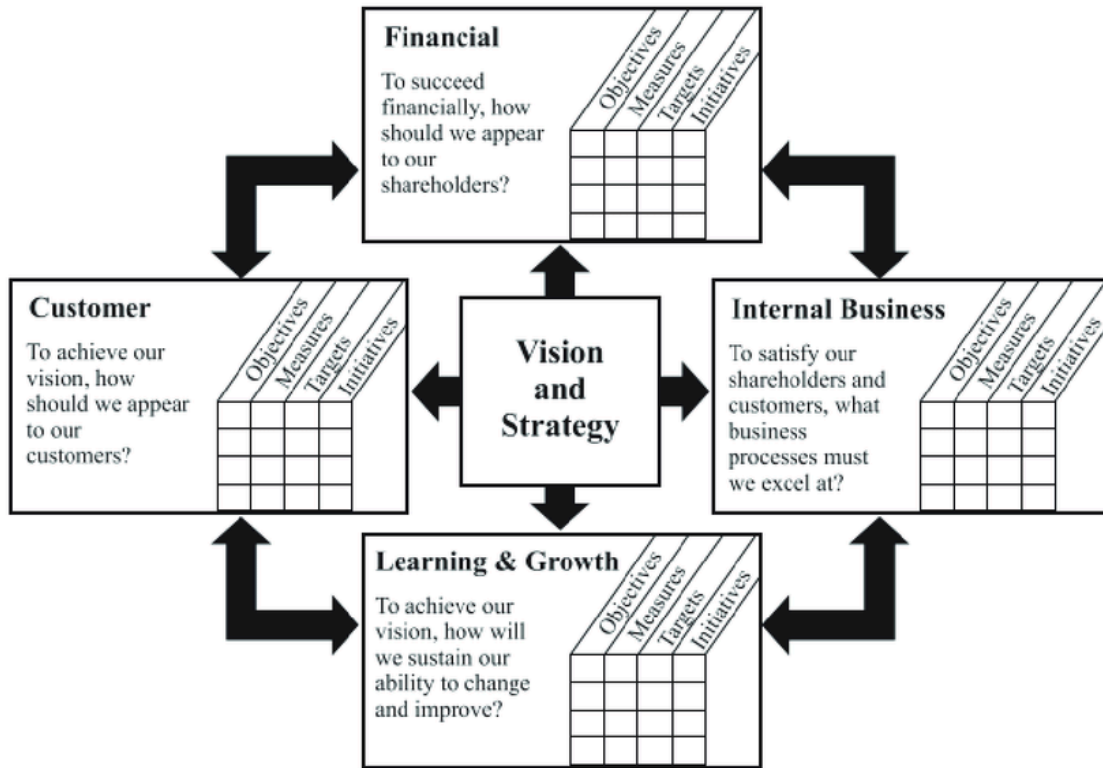 Financial
To succeed
financially, how
should we appear
to our
shareholders?
Objectives
Measures
Targets
Initiatives
Customer
To achieve our
vision, how
should we appear
to our
customers?
Objectives
Measures
Targets
Initiatives
Vision
and
Strategy
Internal Business
To satisfy our
shareholders and
customers, what
business
processes must
we excel at?
Objectives
Measures
Targets
Initiatives
Learning & Growth
To achieve our
vision, how will
we sustain our
ability to change
and improve?
Objectives
Measures
Targets
Initiatives